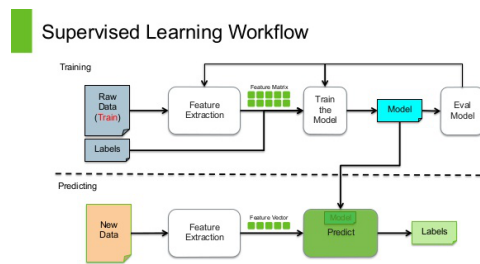 Supervised Learning Workflow
Training
Raw
Data
(Train)
Labels
Feature
Extraction
Feature Matrix
Train
the
Model
Model
Eval
Model
Predicting
New
Data
Feature
Extraction
Feature Vector
Model
Predict
Labels